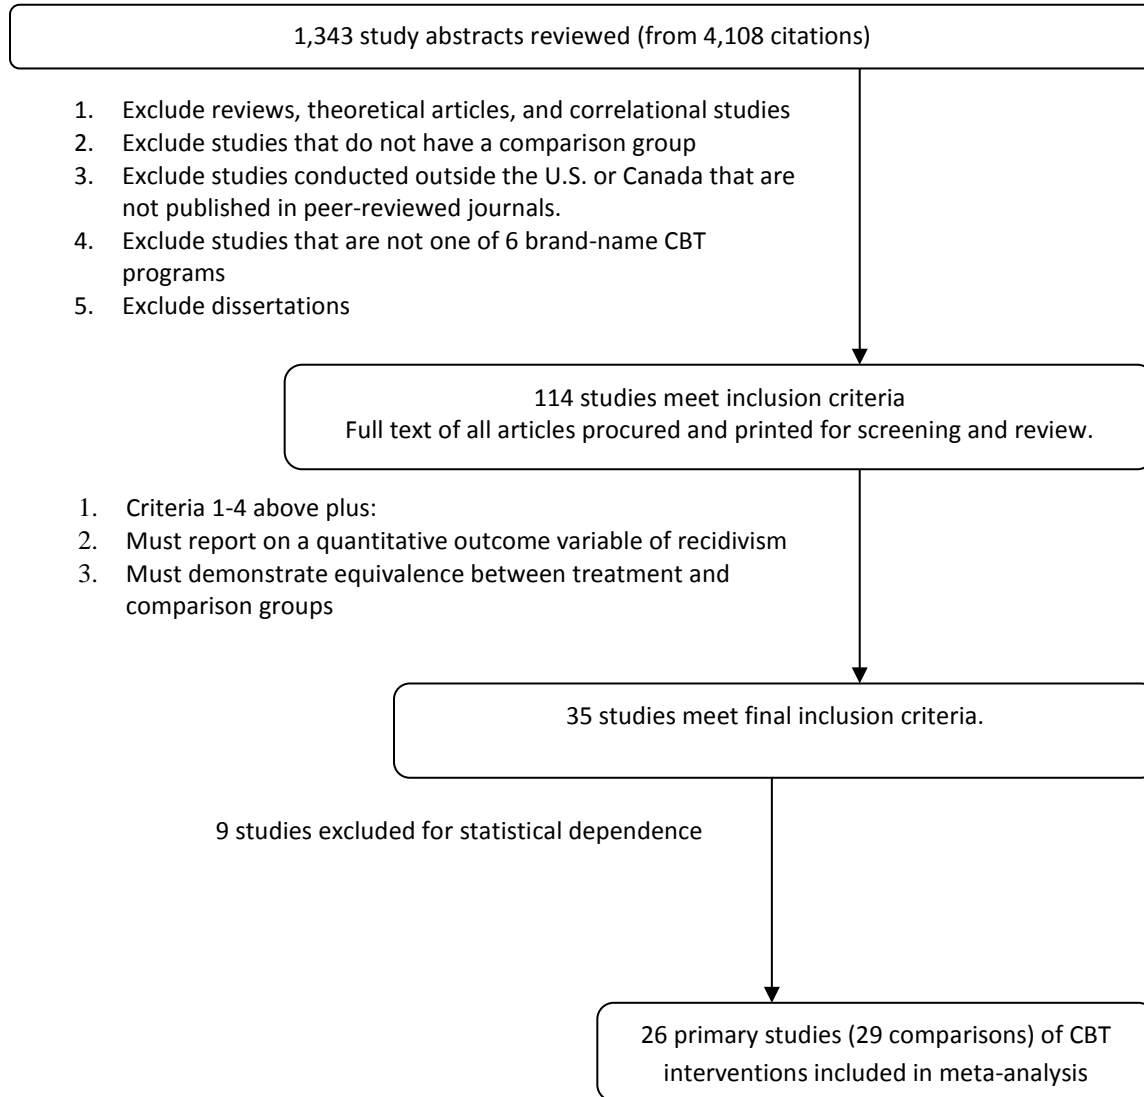 1,343 study abstracts reviewed (from 4,108 citations)
1. Exclude reviews, theoretical articles, and correlational studies
2. Exclude studies that do not have a comparison group
3. Exclude studies conducted outside the U.S. or Canada that are
not published in peer-reviewed journals.
4. Exclude studies that are not one of 6 brand-name CBT
programs
5. Exclude dissertations
114 studies meet inclusion criteria
Full text of all articles procured and printed for screening and review.
1. Criteria 1-4 above plus:
2. Must report on a quantitative outcome variable of recidivism
3. Must demonstrate equivalence between treatment and
comparison groups
35 studies meet final inclusion criteria.
9 studies excluded for statistical dependence
26 primary studies (29 comparisons) of CBT
interventions included in meta-analysis